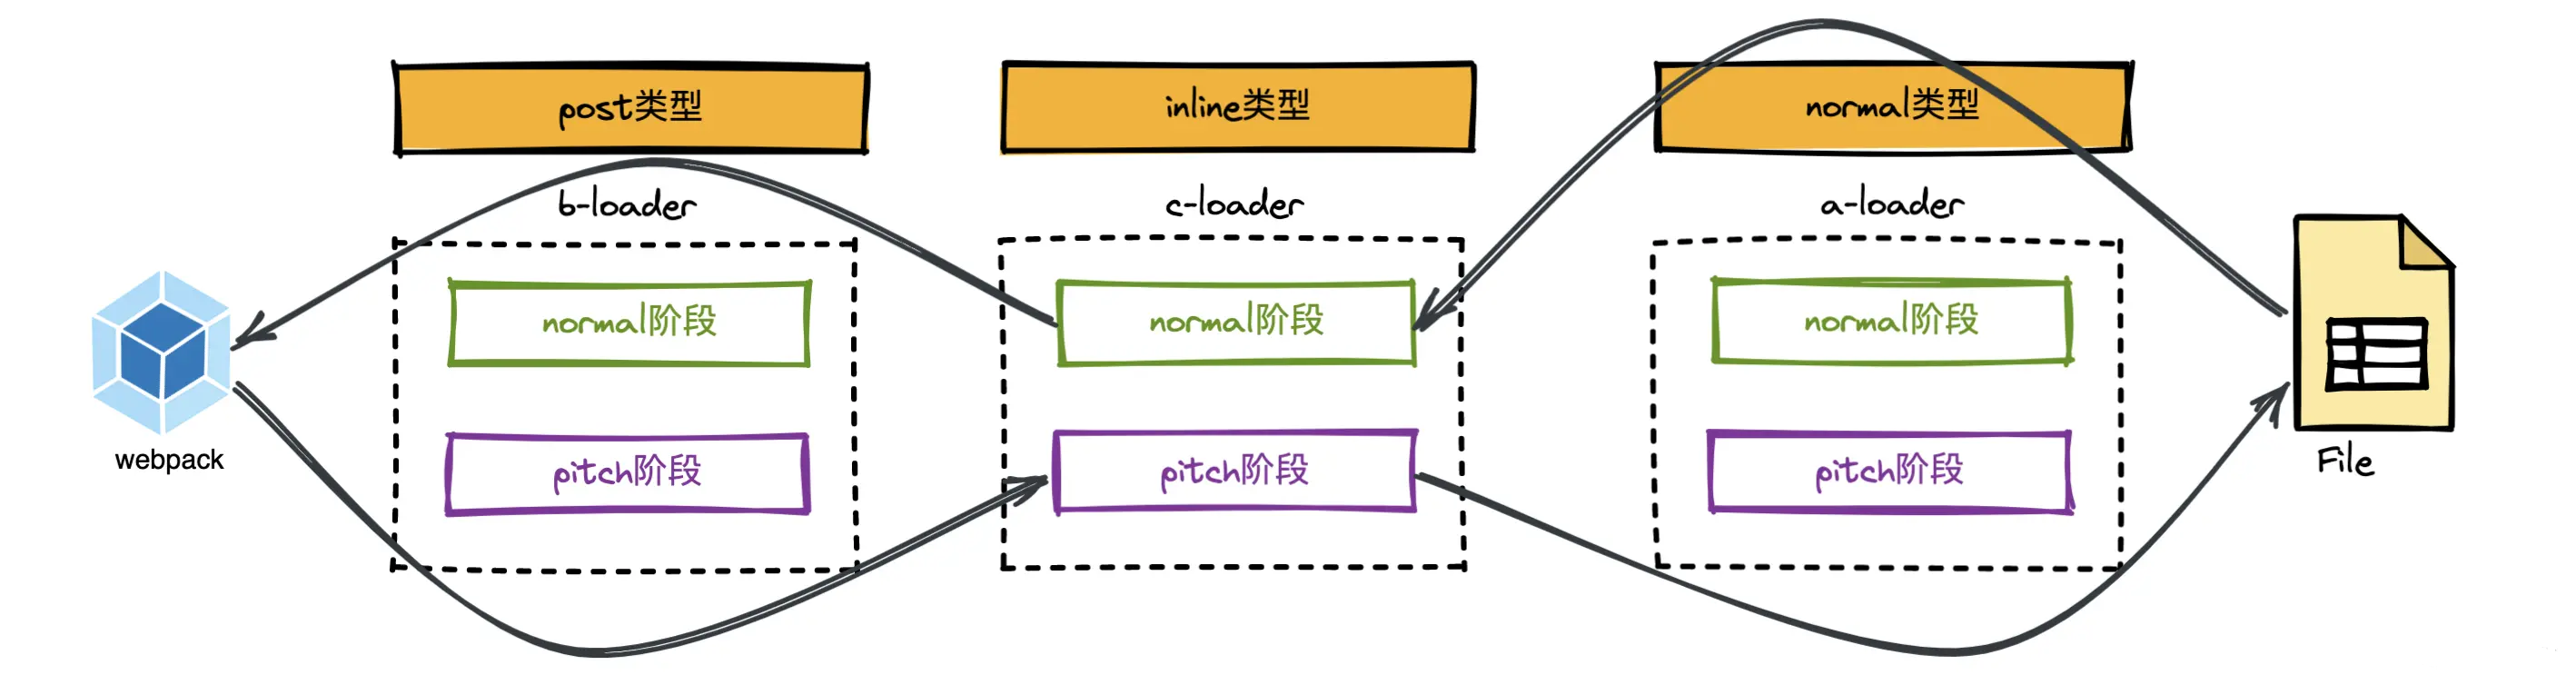 post类型
inline类型
normal类型
b-loader
c-loader
a-loader
normal阶段
normal阶段
normal阶段
pitch阶段
pitch阶段
pitch阶段
webpack
File